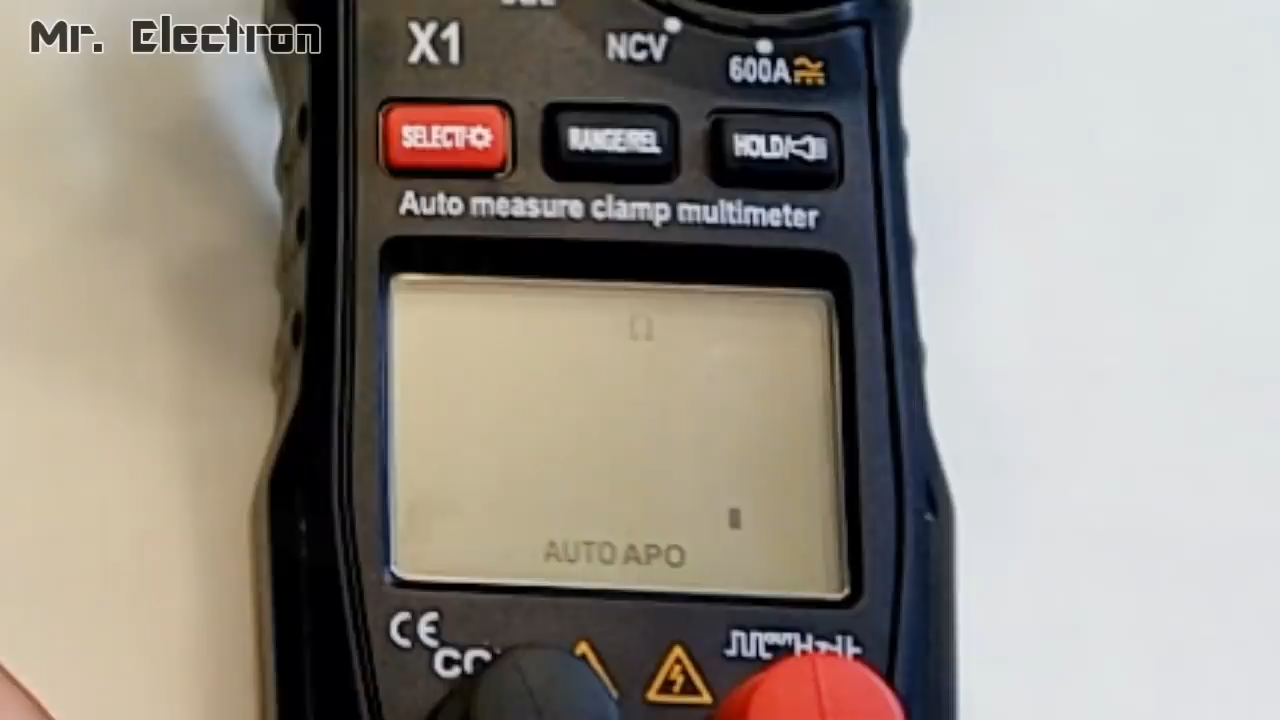 Mr. Electron
X1
NCV
600A
SELECT/
RANGE/REL
HOLD/
Auto measure clamp multimeter
Ω
AUTO APO
CE